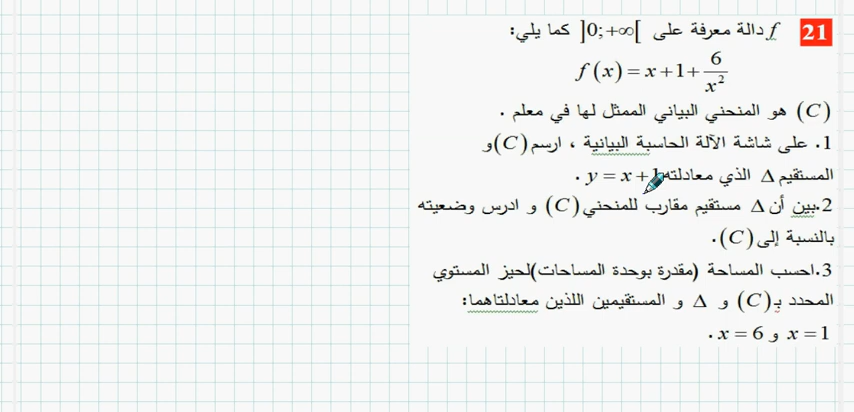 21 f دالة معرفة على ]0;+∞[ كما يلي:
f(x) = x+1+6/x²
(C) هو المنحني البياني الممثل لها في معلم .
1. على شاشة الآلة الحاسبة البيانية ، ارسم (C) و
المستقيم Δ الذي معادلته y = x+1 .
2.بين أن Δ مستقيم مقارب للمنحني (C) و ادرس وضعيته
بالنسبة إلى (C).
3.احسب المساحة (مقدرة بوحدة المساحات)لحيز المستوي
المحدد بـ(C) و Δ و المستقيمين اللذين معادلتاهما:
x=1 و x=6 .